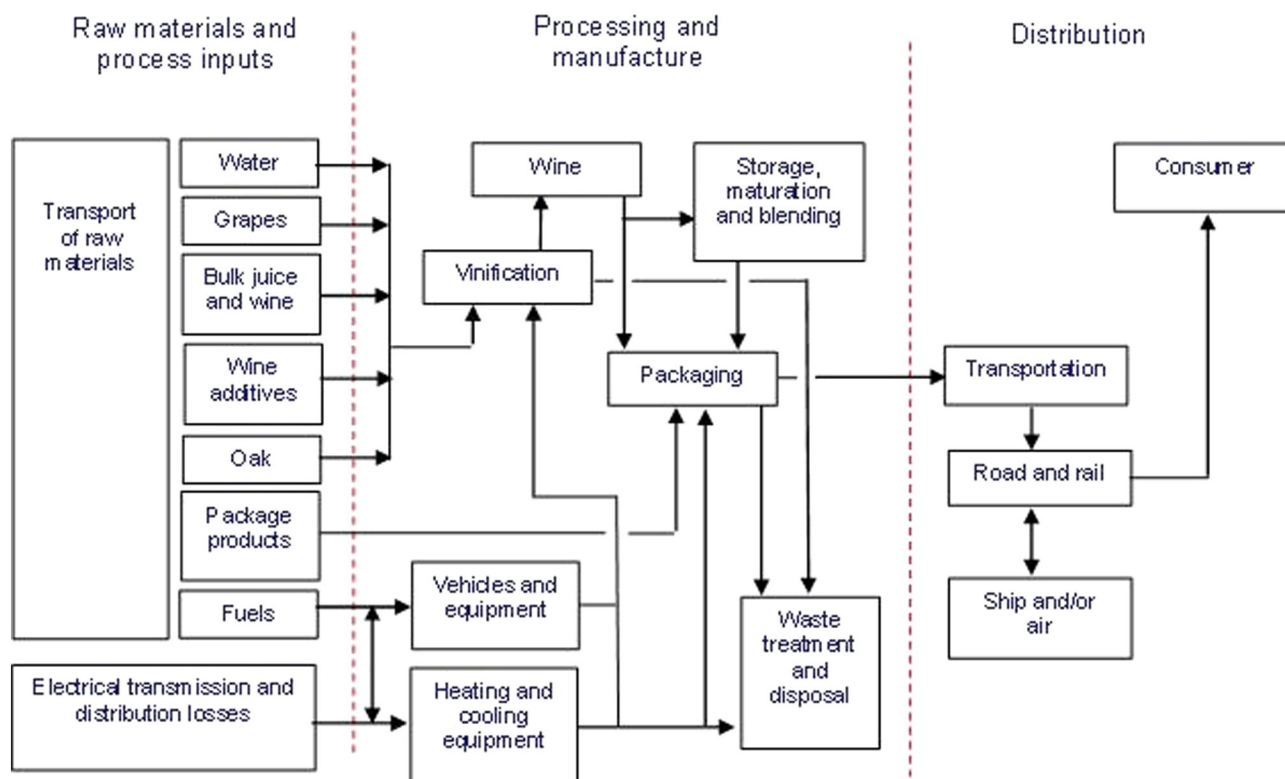 Raw materials and
process inputs
Processing and
manufacture
Distribution
Transport
of raw
materials
Water
Grapes
Bulk juice
and wine
Wine
additives
Oak
Package
products
Fuels
Electrical transmission and
distribution losses
Wine
Storage,
maturation
and blending
Vinification
Packaging
Vehicles and
equipment
Heating and
cooling
equipment
Waste
treatment
and
disposal
Consumer
Transportation
Road and rail
Ship and/or
air